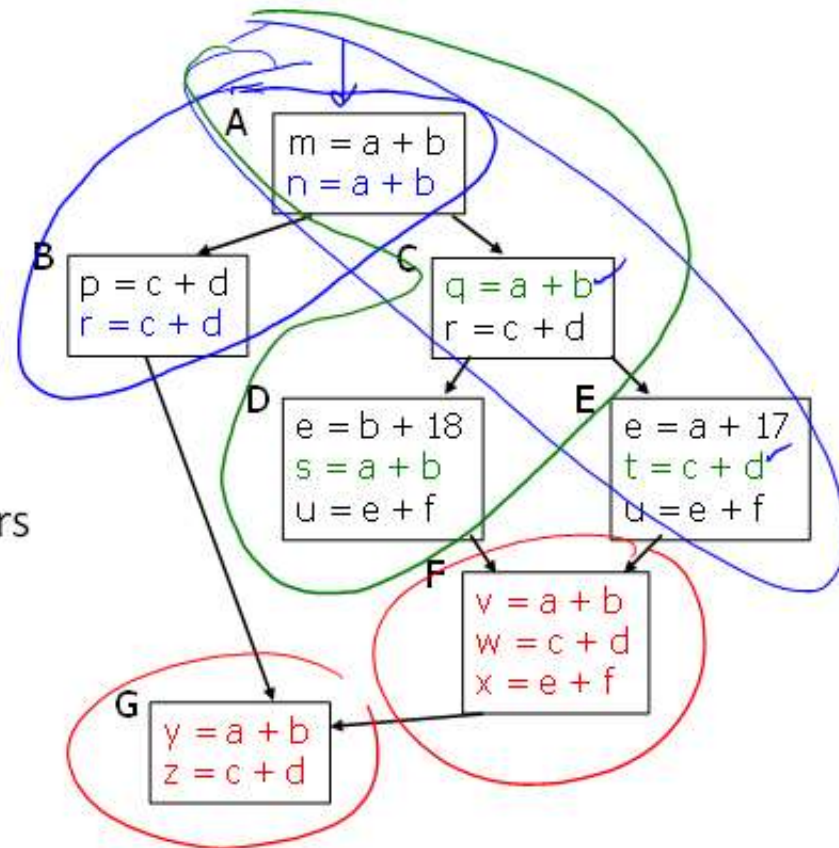 A
m = a + b
n = a + b
B
p = c + d
r = c + d
C
q = a + b
r = c + d
D
e = b + 18
s = a + b
u = e + f
E
e = a + 17
t = c + d
u = e + f
rs
F
v = a + b
w = c + d
x = e + f
G
y = a + b
z = c + d